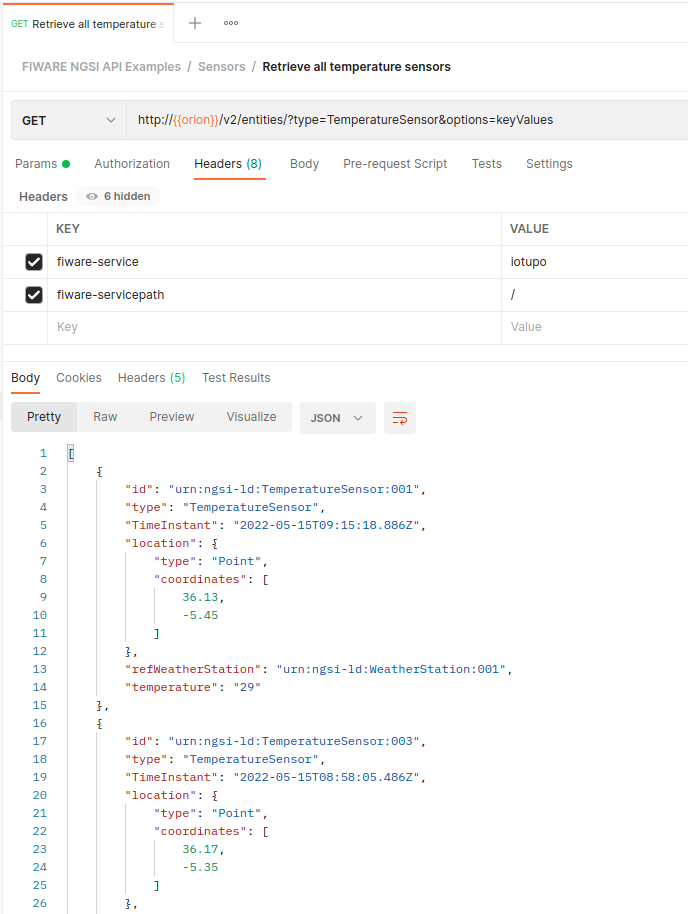 GET Retrieve all temperature s
FIWARE NGSI API Examples / Sensors / Retrieve all temperature sensors
GET http://{{orion}}/v2/entities/?type=TemperatureSensor&options=keyValues
Params Authorization Headers (8) Body Pre-request Script Tests Settings
Headers 6 hidden
KEY VALUE
fiware-service iotupo
fiware-servicepath /
Key Value
Body Cookies Headers (5) Test Results
Pretty Raw Preview Visualize JSON
1 [
2 {
3 "id": "urn:ngsi-ld:TemperatureSensor:001",
4 "type": "TemperatureSensor",
5 "TimeInstant": "2022-05-15T09:15:18.886Z",
6 "location": {
7 "type": "Point",
8 "coordinates": [
9 36.13,
10 -5.45
11 ]
12 },
13 "refWeatherStation": "urn:ngsi-ld:WeatherStation:001",
14 "temperature": "29"
15 },
16 {
17 "id": "urn:ngsi-ld:TemperatureSensor:003",
18 "type": "TemperatureSensor",
19 "TimeInstant": "2022-05-15T08:58:05.486Z",
20 "location": {
21 "type": "Point",
22 "coordinates": [
23 36.17,
24 -5.35
25 ]
26 },